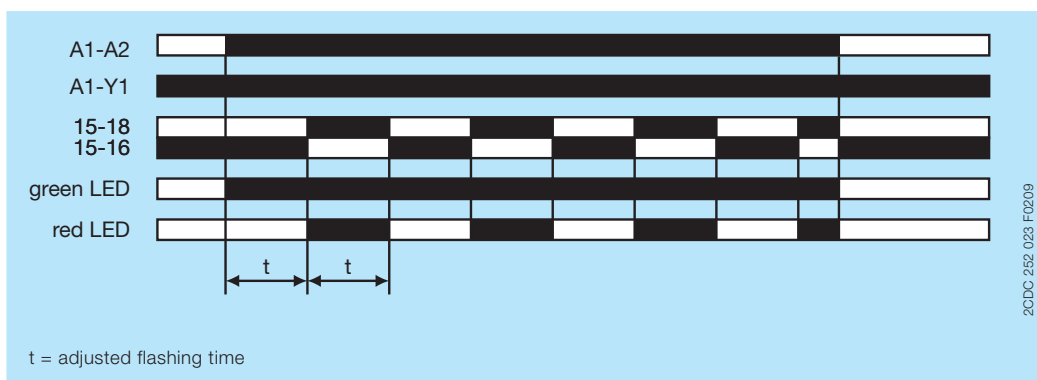 A1-A2
A1-Y1
15-18
15-16
green LED
red LED
t t
t = adjusted flashing time
2CDC 252 023 F0209